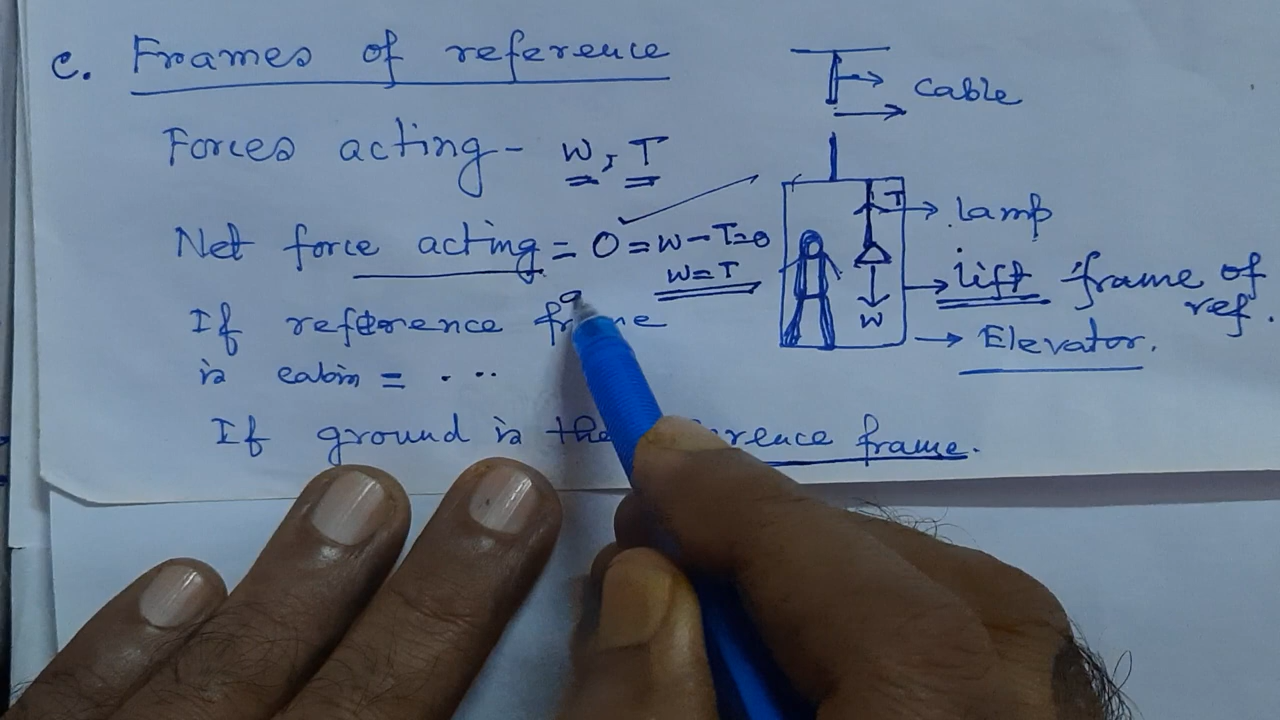 c. Frames of reference
Forces acting - W, T
Net force acting = 0 = W - T = 0
W = T
If reference frame
is cabin = . ..
If ground is the reference frame.
cable
T
lamp
lift frame of
ref.
W
Elevator.